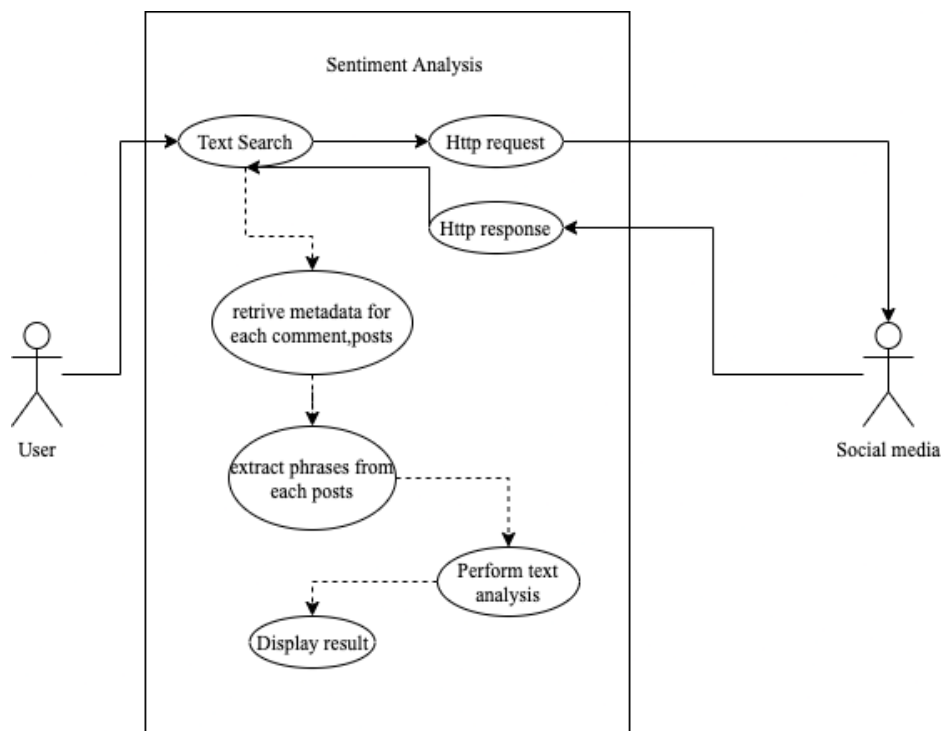 Sentiment Analysis
Text Search
Http request
Http response
retrive metadata for
each comment,posts
User
Social media
extract phrases from
each posts
Perform text
analysis
Display result